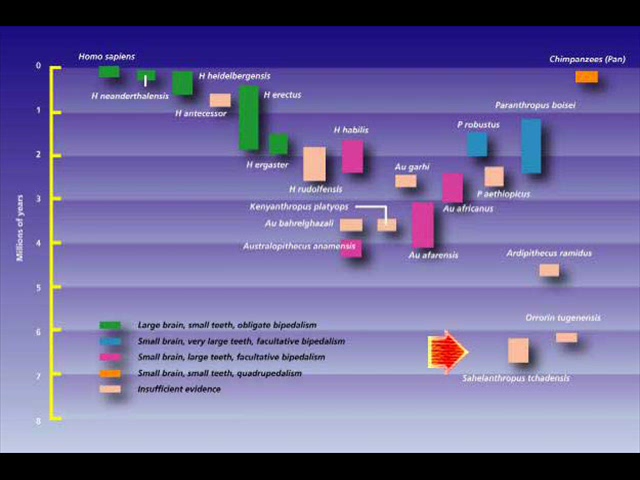 Homo sapiens
Chimpanzees (Pan)
0
H heidelbergensis
H neanderthalensis
H erectus
Paranthropus boisei
1
H antecessor
P robustus
H habilis
2
H ergaster
Au garhi
H rudolfensis
P aethiopicus
3
Kenyanthropus platyops
Au africanus
Au bahrelghazali
4
Australopithecus anamensis
Au afarensis
Ardipithecus ramidus
Millions of years
5
Orrorin tugenensis
Large brain, small teeth, obligate bipedalism
6
Small brain, very large teeth, facultative bipedalism
Small brain, large teeth, facultative bipedalism
Small brain, small teeth, quadrupedalism
7
Sahelanthropus tchadensis
Insufficient evidence
8